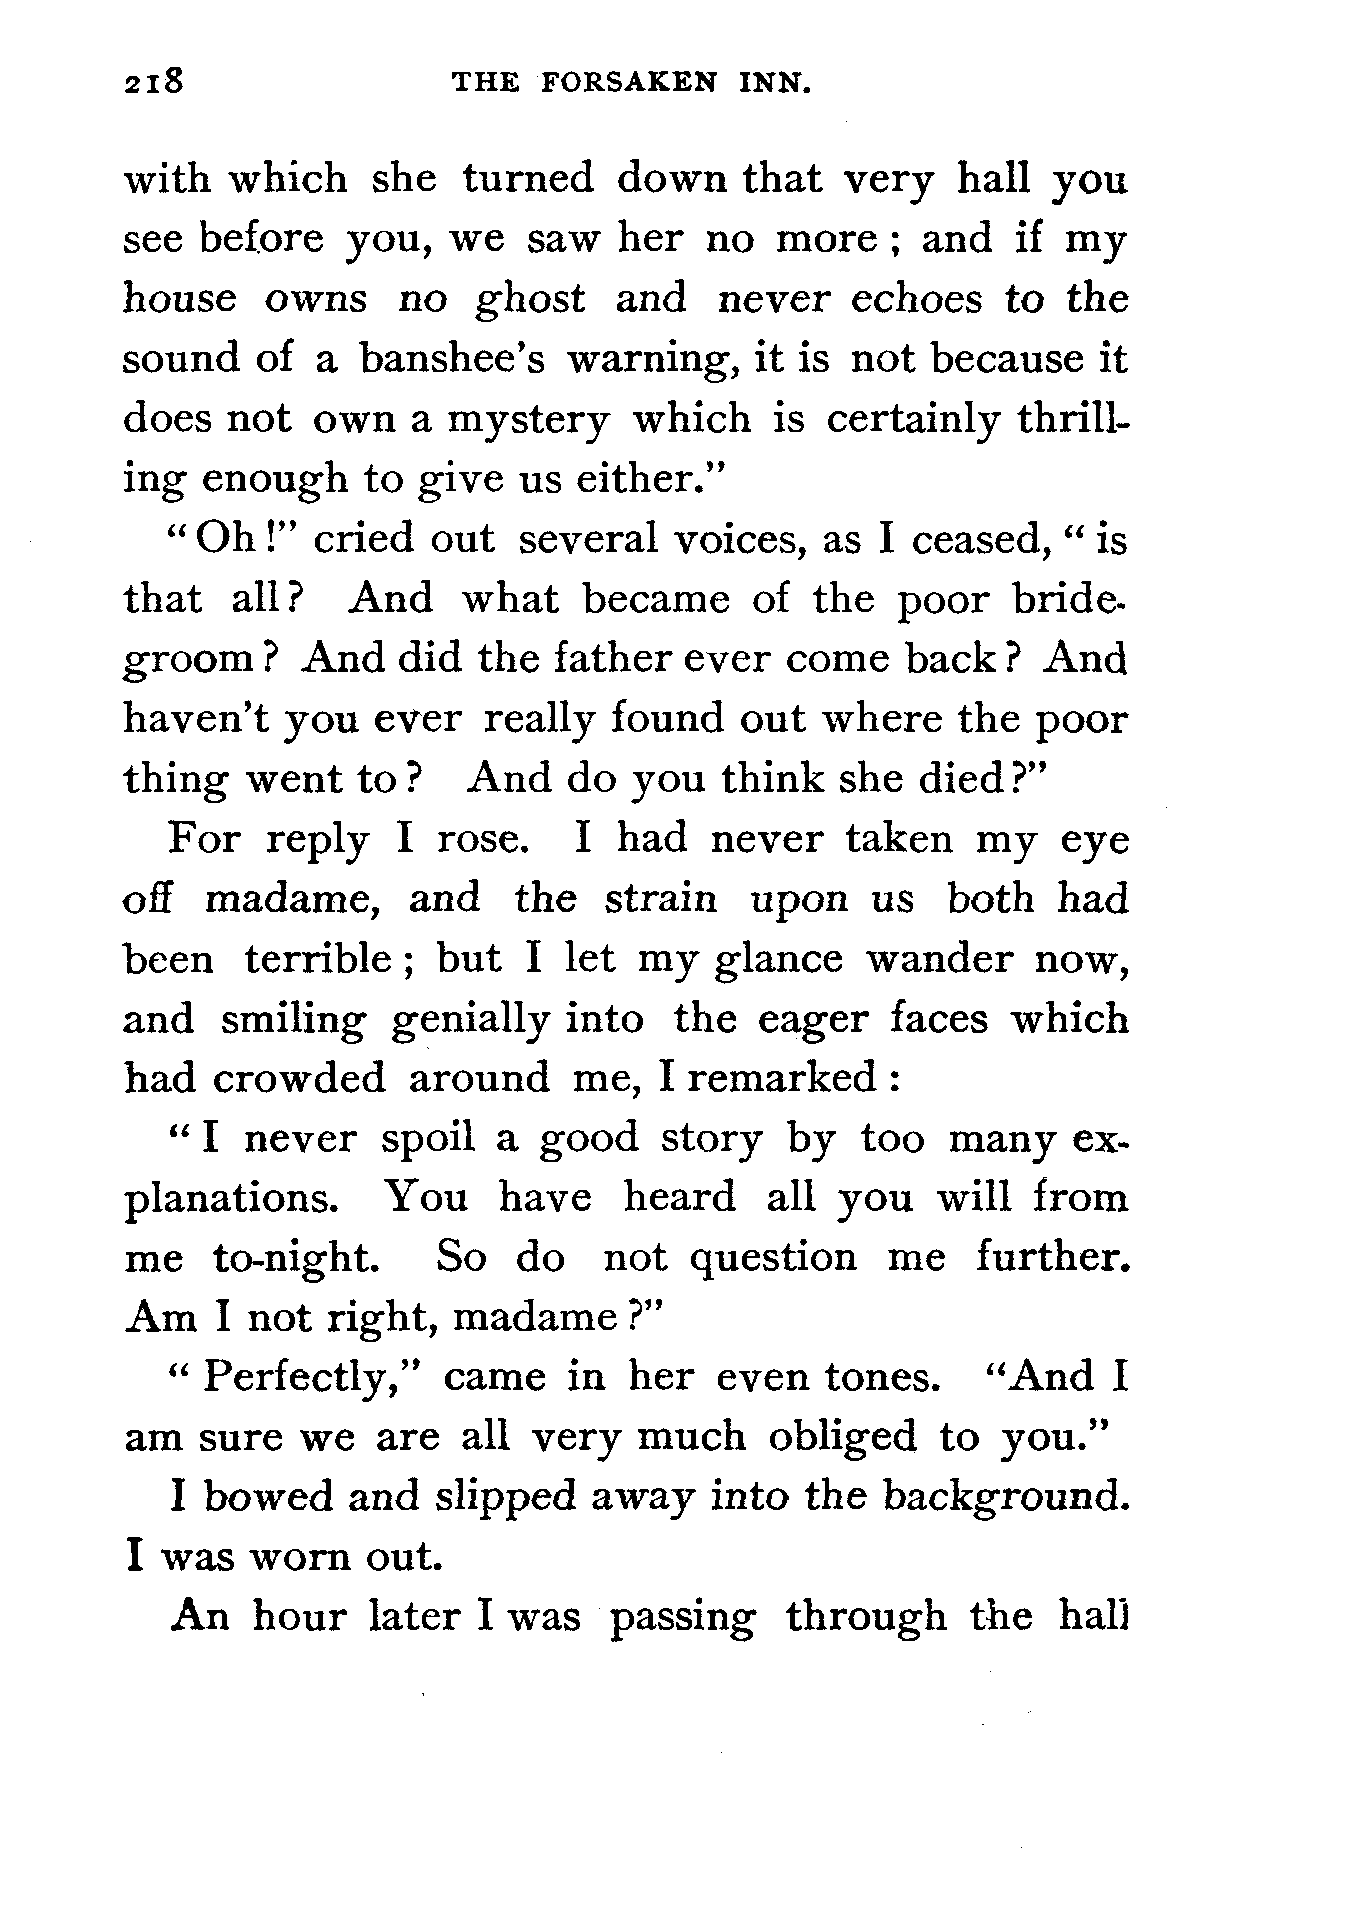 218 THE FORSAKEN INN.
with which she turned down that very hall you
see before you, we saw her no more ; and if my
house owns no ghost and never echoes to the
sound of a banshee's warning, it is not because it
does not own a mystery which is certainly thrill-
ing enough to give us either."
" Oh !" cried out several voices, as I ceased, " is
that all ? And what became of the poor bride-
groom ? And did the father ever come back ? And
haven't you ever really found out where the poor
thing went to ? And do you think she died ?"
For reply I rose. I had never taken my eye
off madame, and the strain upon us both had
been terrible ; but I let my glance wander now,
and smiling genially into the eager faces which
had crowded around me, I remarked :
" I never spoil a good story by too many ex-
planations. You have heard all you will from
me to-night. So do not question me further.
Am I not right, madame ?"
" Perfectly," came in her even tones. "And I
am sure we are all very much obliged to you."
I bowed and slipped away into the background.
I was worn out.
An hour later I was passing through the hall